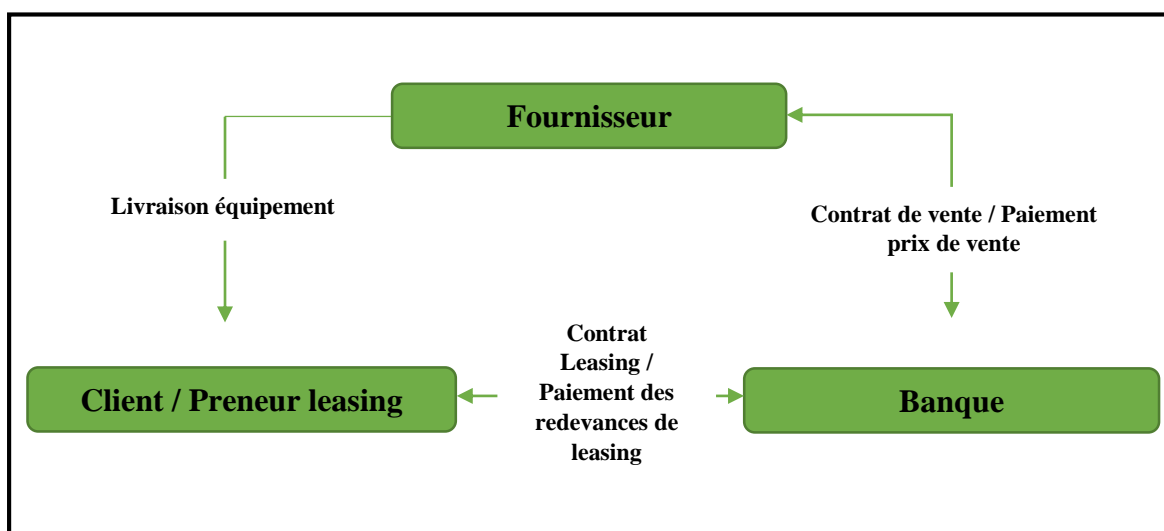 Fournisseur
Livraison équipement
Contrat de vente / Paiement
prix de vente
Contrat
Leasing /
Paiement des
redevances de
leasing
Client / Preneur leasing
Banque